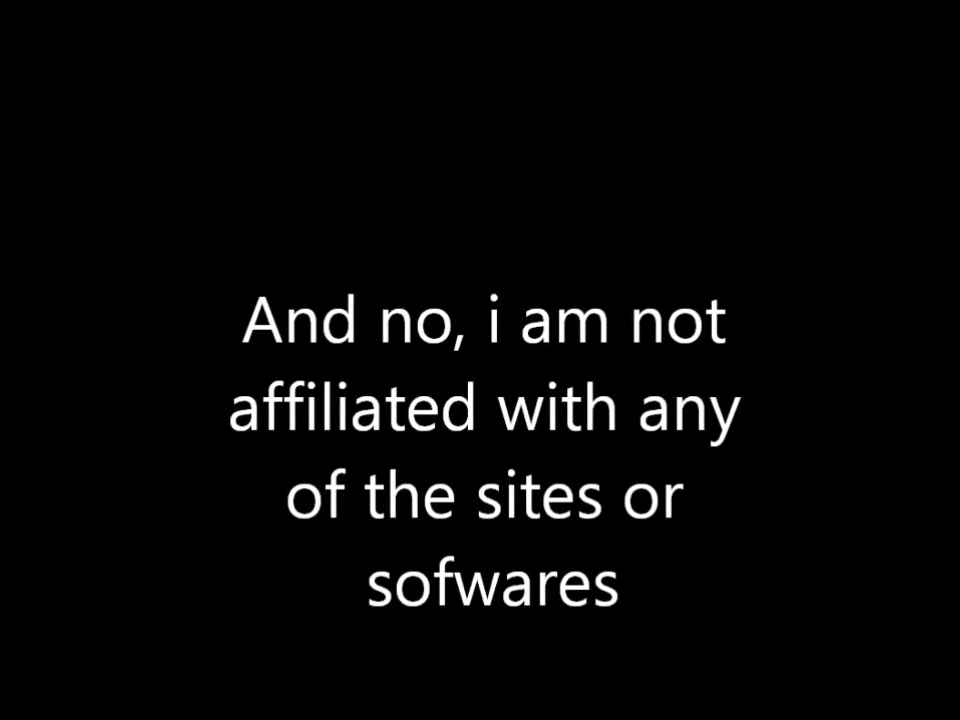 And no, i am not
affiliated with any
of the sites or
sofwares